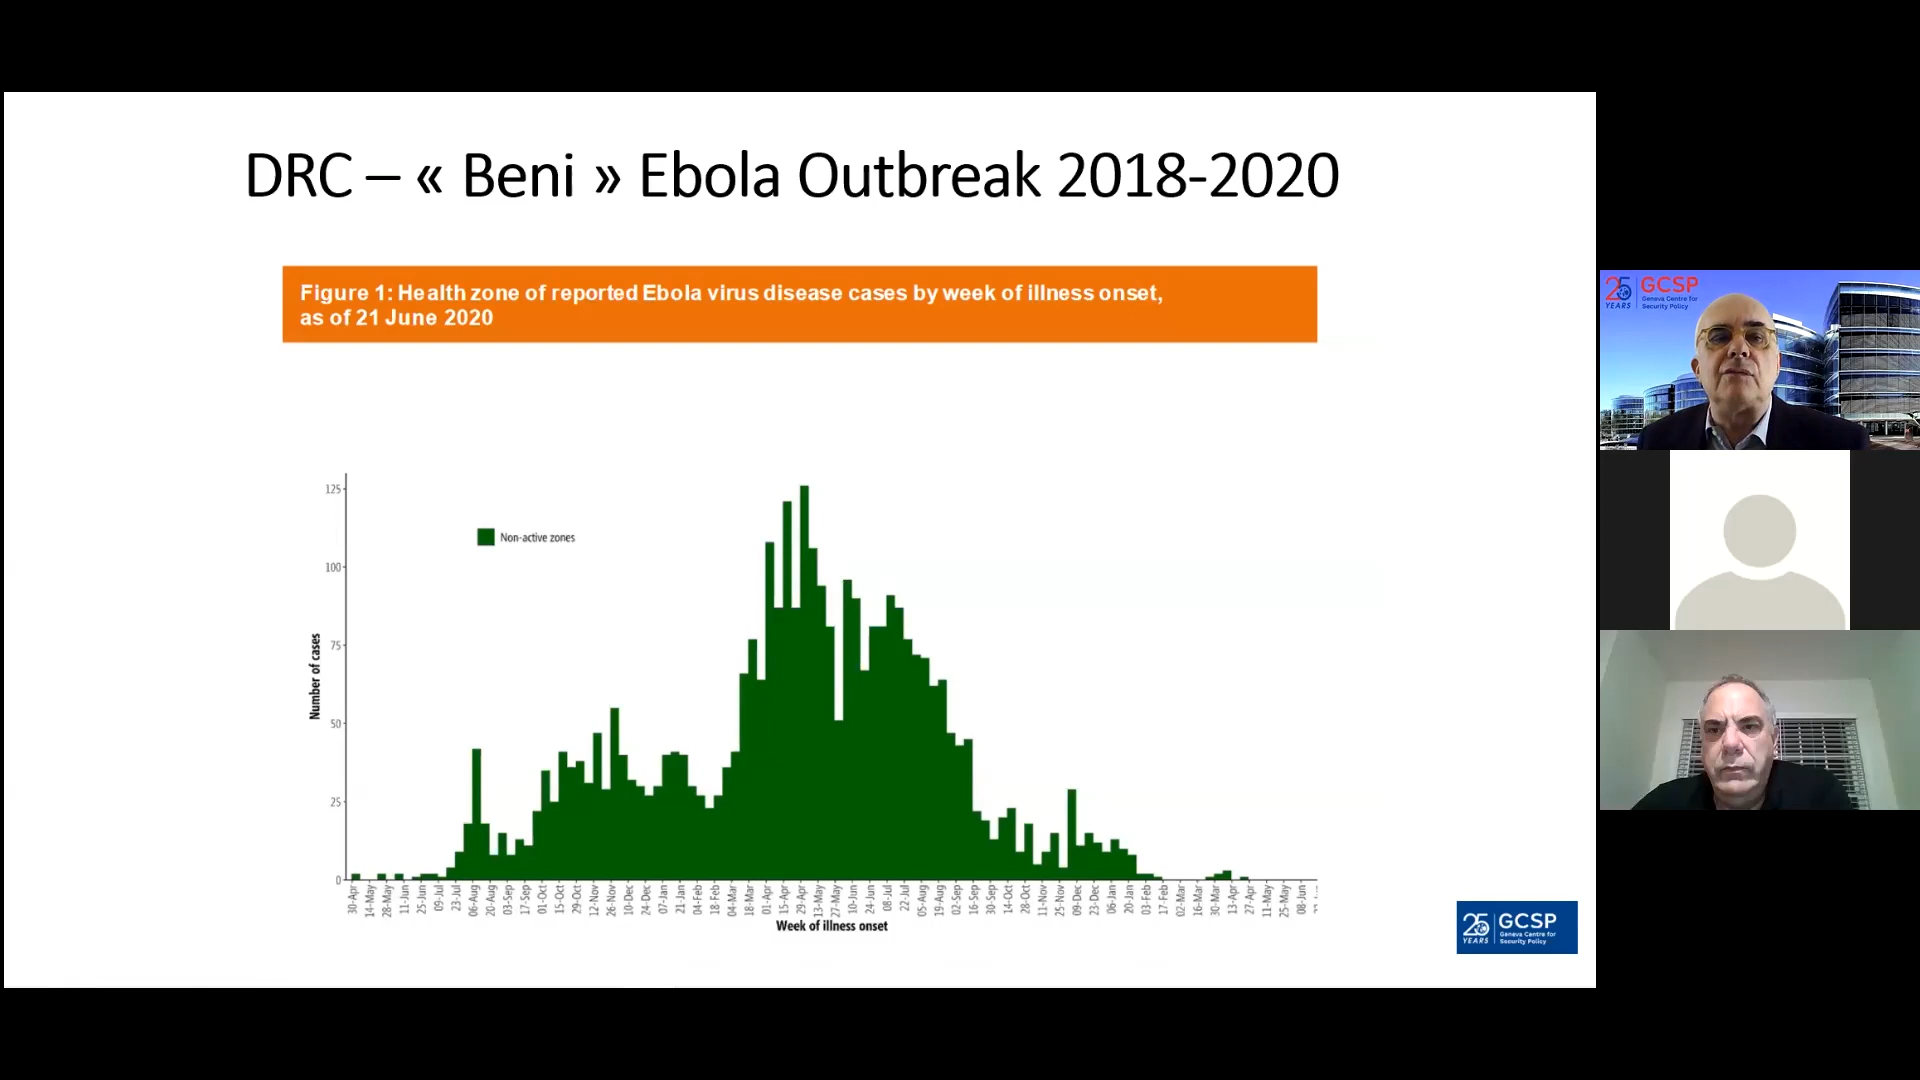 DRC – « Beni » Ebola Outbreak 2018-2020
Figure 1: Health zone of reported Ebola virus disease cases by week of illness onset,
as of 21 June 2020
125
100
75
50
25
0
Number of cases
Non-active zones
30-Apr
14-May
28-May
11-Jun
25-Jun
09-Jul
23-Jul
06-Aug
20-Aug
03-Sep
17-Sep
01-Oct
15-Oct
29-Oct
12-Nov
26-Nov
10-Dec
24-Dec
07-Jan
21-Jan
04-Feb
18-Feb
04-Mar
18-Mar
01-Apr
15-Apr
29-Apr
13-May
27-May
10-Jun
24-Jun
08-Jul
22-Jul
05-Aug
19-Aug
02-Sep
16-Sep
30-Sep
14-Oct
28-Oct
11-Nov
25-Nov
09-Dec
23-Dec
06-Jan
20-Jan
03-Feb
17-Feb
02-Mar
16-Mar
30-Mar
13-Apr
27-Apr
11-May
25-May
08-Jun
Week of illness onset
25 YEARS GCSP
Geneva Centre for
Security Policy
25 YEARS GCSP
Geneva Centre for
Security Policy